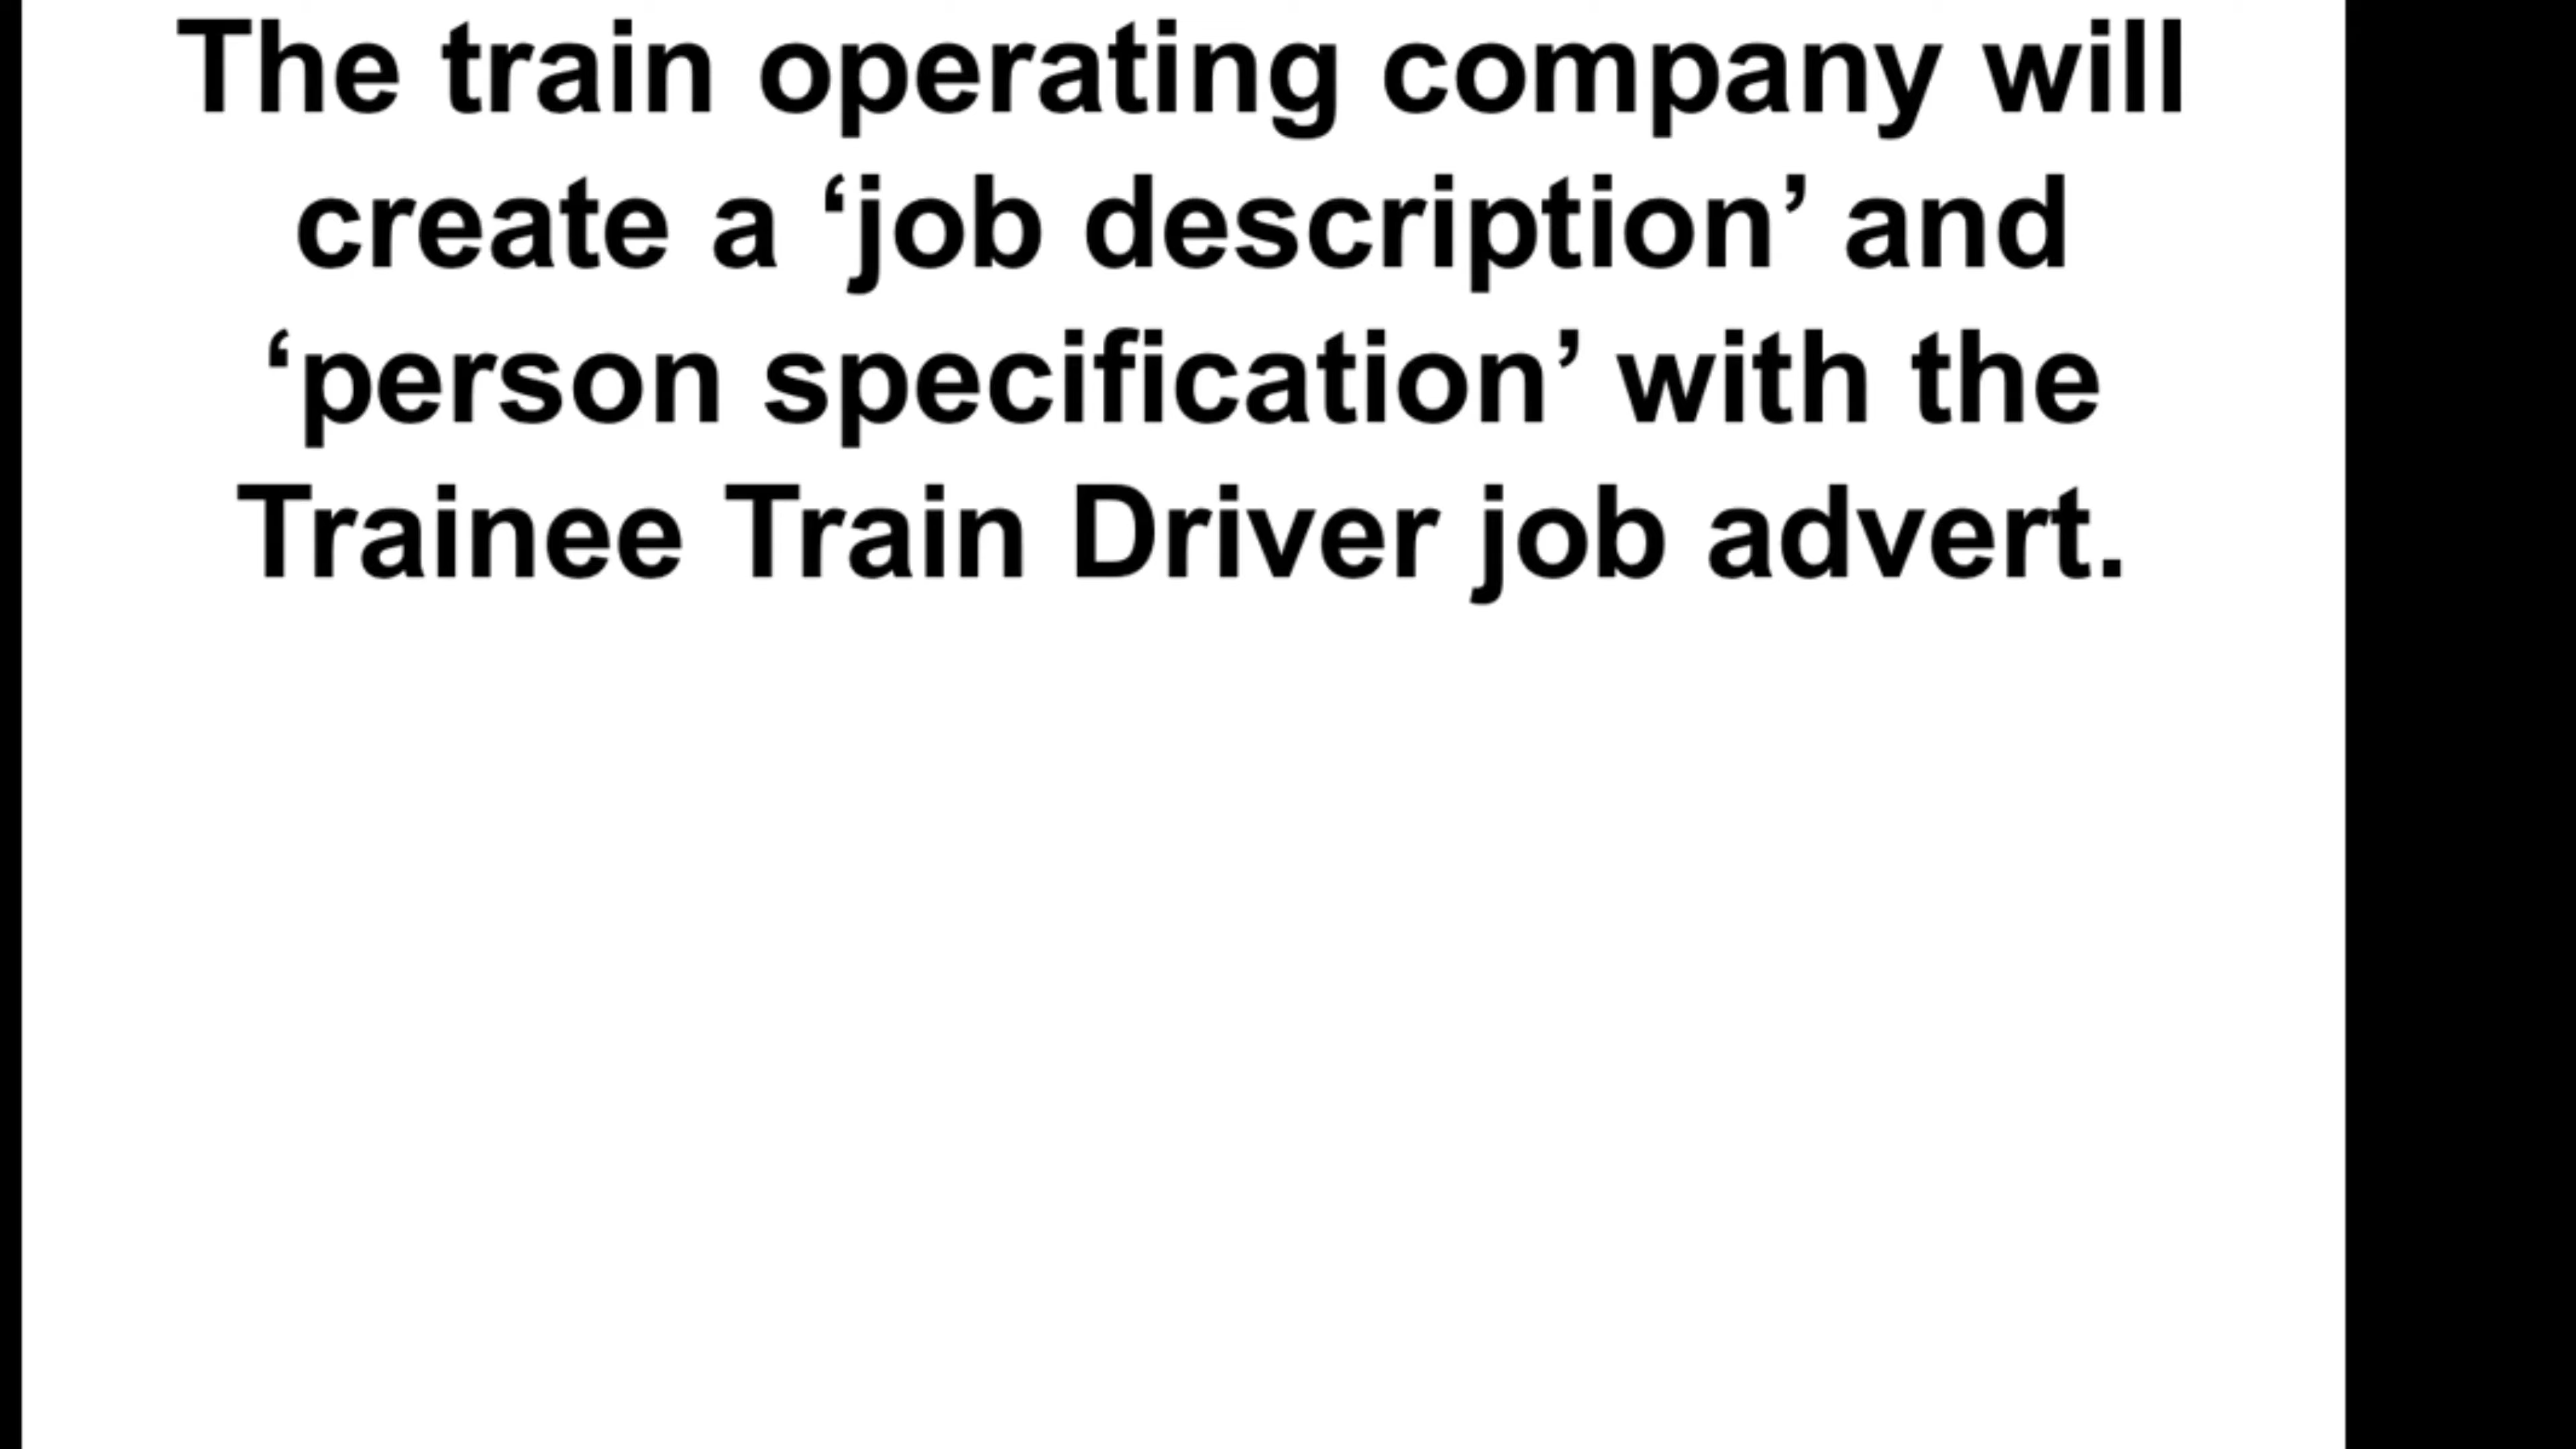 The train operating company will
create a ‘job description’ and
‘person specification’ with the
Trainee Train Driver job advert.